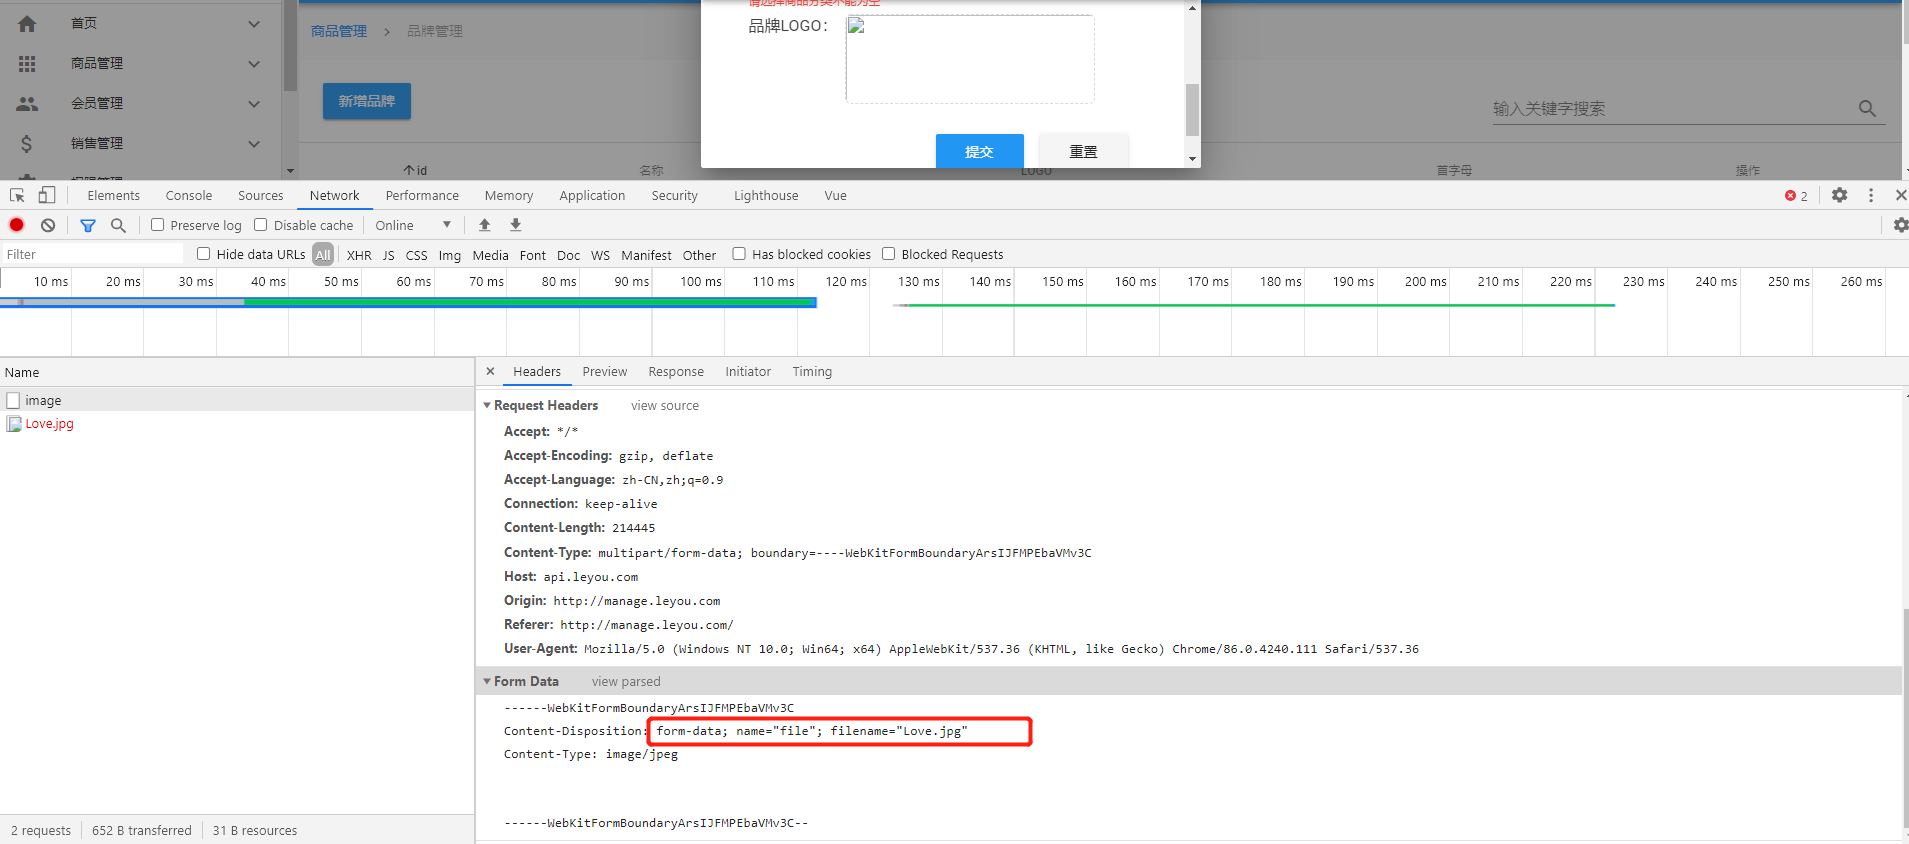 首页
商品管理
会员管理
销售管理
商品管理 > 品牌管理
新增品牌
请选择商品分类不能为空
品牌LOGO：
提交 重置
输入关键字搜索
id 名称 LOGO 首字母 操作
Elements Console Sources Network Performance Memory Application Security Lighthouse Vue 2
Preserve log Disable cache Online
Filter Hide data URLs All XHR JS CSS Img Media Font Doc WS Manifest Other Has blocked cookies Blocked Requests
10 ms 20 ms 30 ms 40 ms 50 ms 60 ms 70 ms 80 ms 90 ms 100 ms 110 ms 120 ms 130 ms 140 ms 150 ms 160 ms 170 ms 180 ms 190 ms 200 ms 210 ms 220 ms 230 ms 240 ms 250 ms 260 ms
Name
image
Love.jpg
2 requests 652 B transferred 31 B resources
Headers Preview Response Initiator Timing
Request Headers view source
Accept: */*
Accept-Encoding: gzip, deflate
Accept-Language: zh-CN,zh;q=0.9
Connection: keep-alive
Content-Length: 214445
Content-Type: multipart/form-data; boundary=----WebKitFormBoundaryArsIJFMPEbaVMv3C
Host: api.leyou.com
Origin: http://manage.leyou.com
Referer: http://manage.leyou.com/
User-Agent: Mozilla/5.0 (Windows NT 10.0; Win64; x64) AppleWebKit/537.36 (KHTML, like Gecko) Chrome/86.0.4240.111 Safari/537.36
Form Data view parsed
------WebKitFormBoundaryArsIJFMPEbaVMv3C
Content-Disposition: form-data; name="file"; filename="Love.jpg"
Content-Type: image/jpeg
------WebKitFormBoundaryArsIJFMPEbaVMv3C--